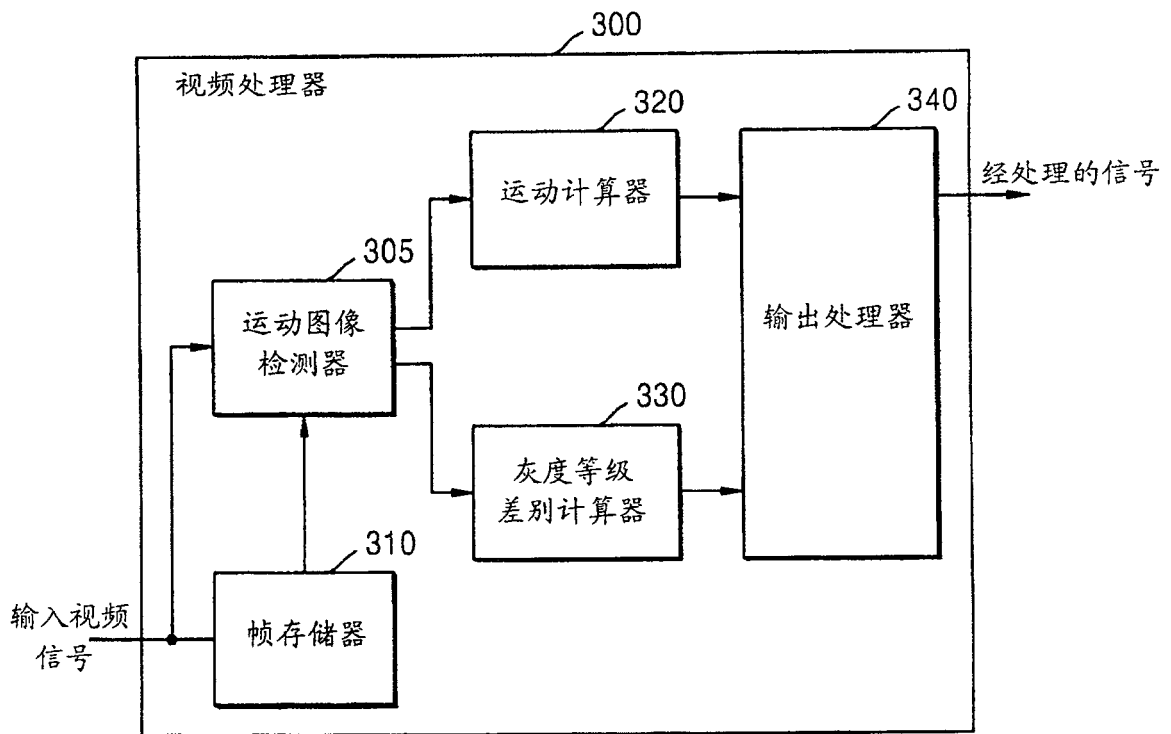 300
视频处理器
320
340
运动计算器
经处理的信号
305
运动图像
检测器
输出处理器
330
灰度等级
差别计算器
310
帧存储器
输入视频
信号